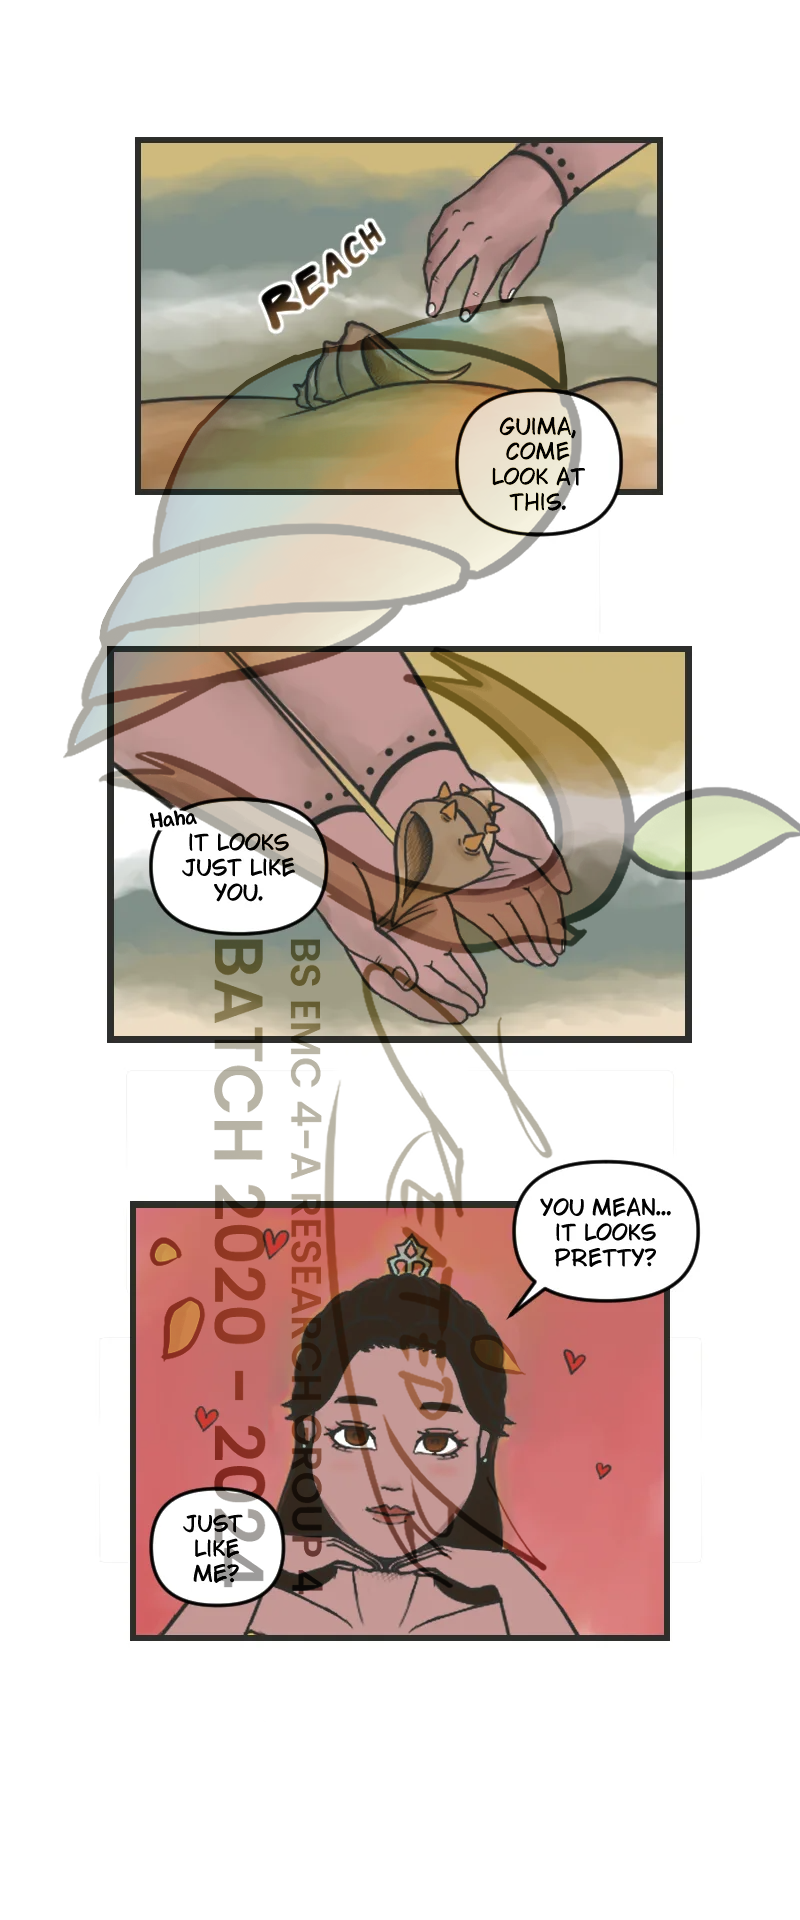 REACH
GUIMA,
COME
LOOK AT
THIS.
Haha
IT LOOKS
JUST LIKE
YOU.
BS EMC 4-A RESEARCH GROUP 4
BATCH 2020 - 2024
YOU MEAN...
IT LOOKS
PRETTY?
JUST
LIKE
ME?